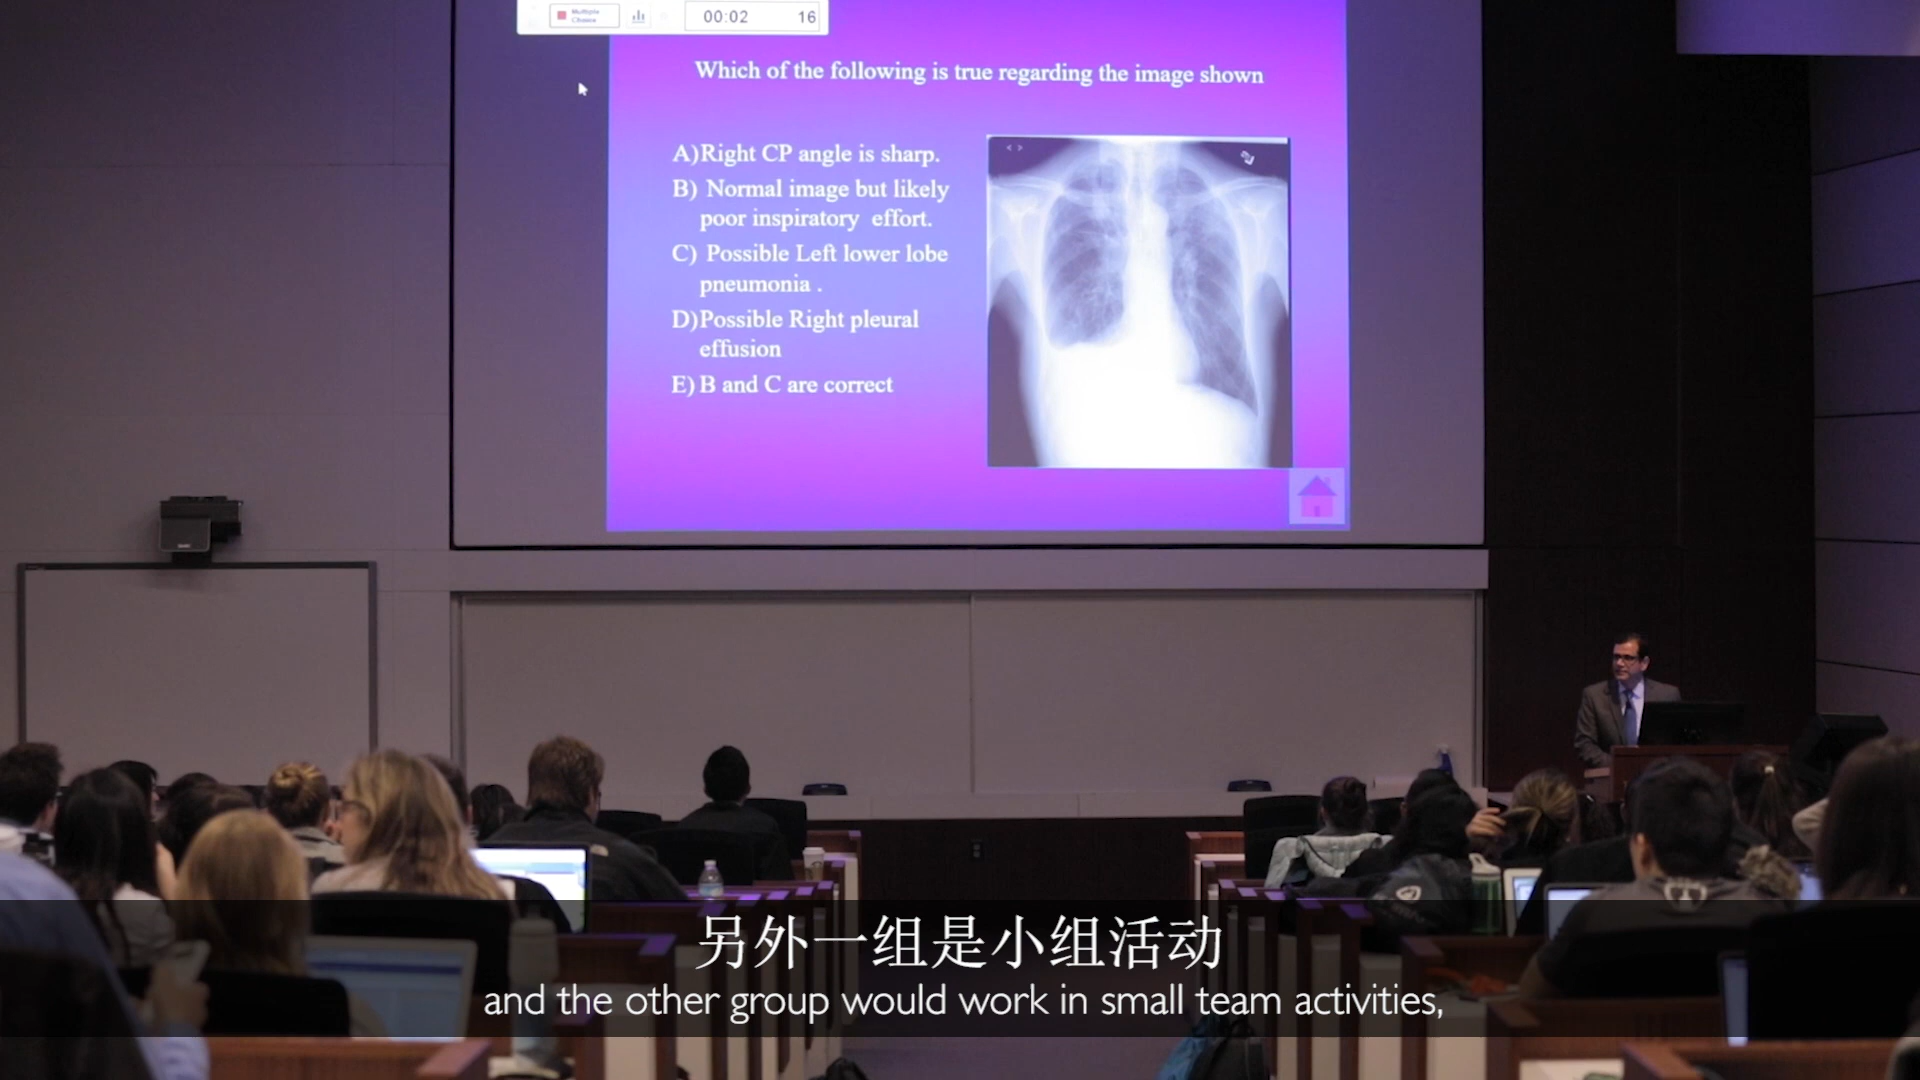 Multiple
Choice
00:02
16
Which of the following is true regarding the image shown
A)Right CP angle is sharp.
B) Normal image but likely
poor inspiratory effort.
C) Possible Left lower lobe
pneumonia .
D)Possible Right pleural
effusion
E) B and C are correct
另外一组是小组活动
and the other group would work in small team activities,